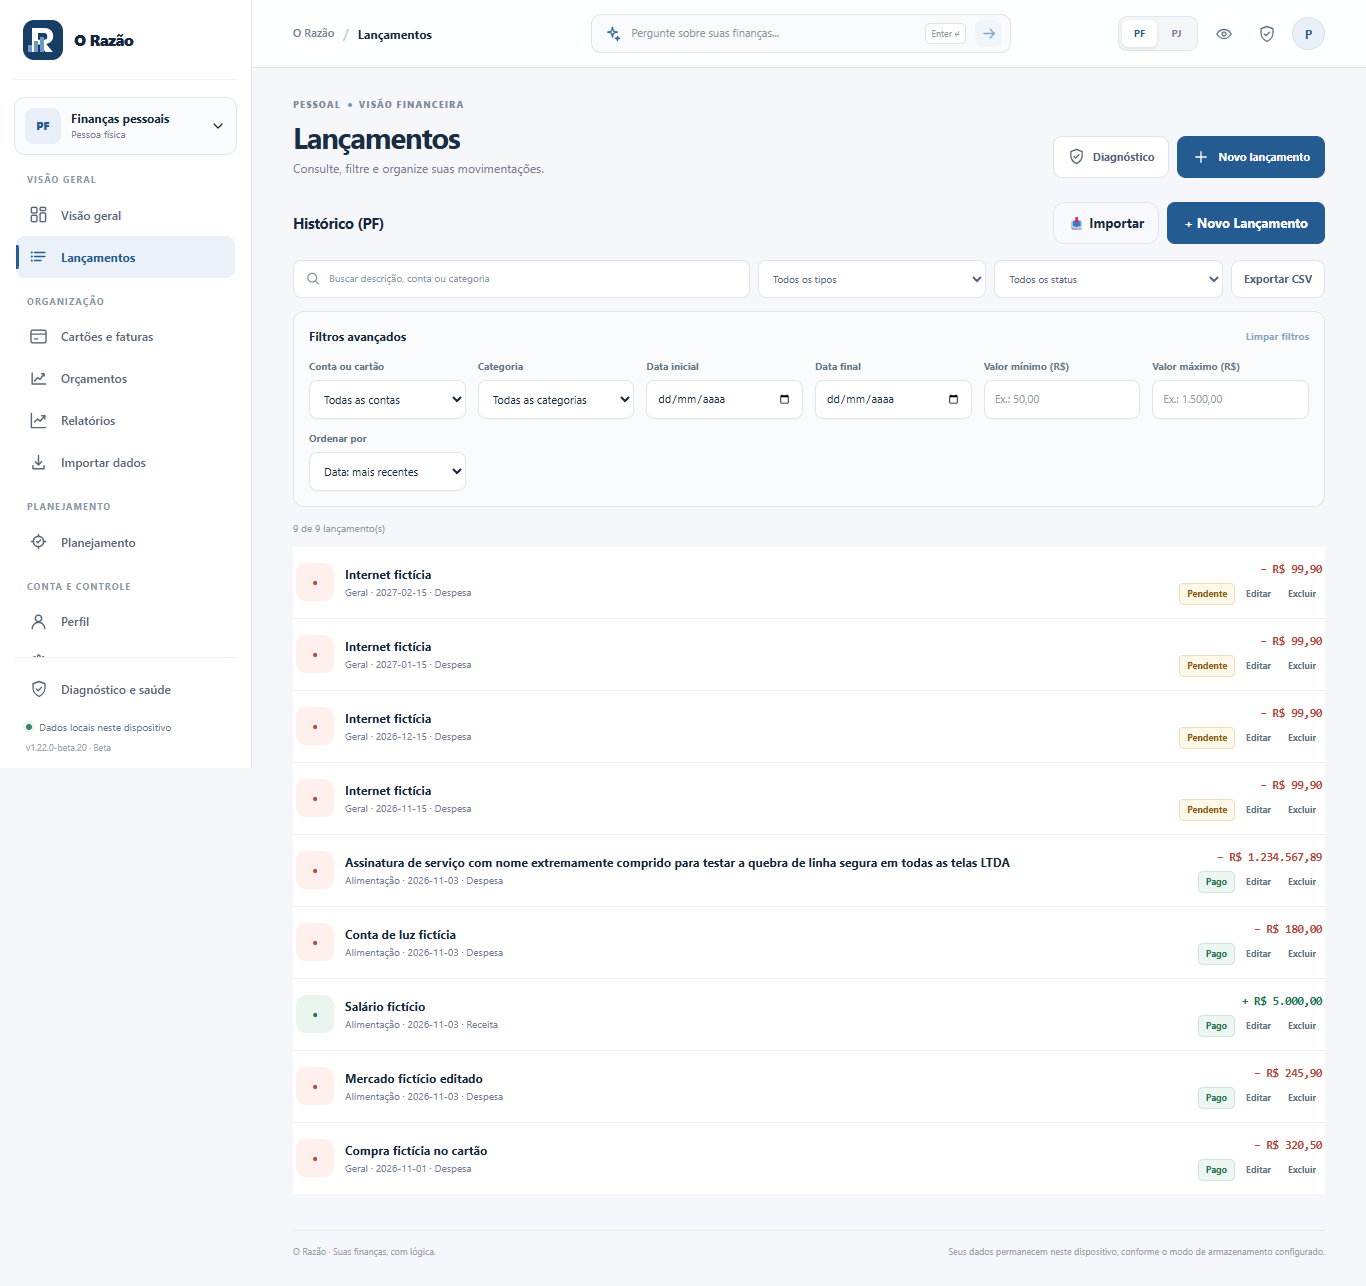 O Razão
PF
Finanças pessoais
Pessoa física
VISÃO GERAL
Visão geral
Lançamentos
ORGANIZAÇÃO
Cartões e faturas
Orçamentos
Relatórios
Importar dados
PLANEJAMENTO
Planejamento
CONTA E CONTROLE
Perfil
Diagnóstico e saúde
Dados locais neste dispositivo
v1.22.0-beta.20 · Beta
O Razão / Lançamentos
Pergunte sobre suas finanças...
Enter ↵
PF PJ
P
PESSOAL • VISÃO FINANCEIRA
Lançamentos
Consulte, filtre e organize suas movimentações.
Diagnóstico
+ Novo lançamento
Histórico (PF)
Importar
+ Novo Lançamento
Buscar descrição, conta ou categoria
Todos os tipos
Todos os status
Exportar CSV
Filtros avançados
Limpar filtros
Conta ou cartão
Todas as contas
Categoria
Todas as categorias
Data inicial
dd/mm/aaaa
Data final
dd/mm/aaaa
Valor mínimo (R$)
Ex.: 50,00
Valor máximo (R$)
Ex.: 1.500,00
Ordenar por
Data: mais recentes
9 de 9 lançamento(s)
Internet fictícia
Geral · 2027-02-15 · Despesa
− R$ 99,90
Pendente Editar Excluir
Internet fictícia
Geral · 2027-01-15 · Despesa
− R$ 99,90
Pendente Editar Excluir
Internet fictícia
Geral · 2026-12-15 · Despesa
− R$ 99,90
Pendente Editar Excluir
Internet fictícia
Geral · 2026-11-15 · Despesa
− R$ 99,90
Pendente Editar Excluir
Assinatura de serviço com nome extremamente comprido para testar a quebra de linha segura em todas as telas LTDA
Alimentação · 2026-11-03 · Despesa
− R$ 1.234.567,89
Pago Editar Excluir
Conta de luz fictícia
Alimentação · 2026-11-03 · Despesa
− R$ 180,00
Pago Editar Excluir
Salário fictício
Alimentação · 2026-11-03 · Receita
+ R$ 5.000,00
Pago Editar Excluir
Mercado fictício editado
Alimentação · 2026-11-03 · Despesa
− R$ 245,90
Pago Editar Excluir
Compra fictícia no cartão
Geral · 2026-11-01 · Despesa
− R$ 320,50
Pago Editar Excluir
O Razão · Suas finanças, com lógica.
Seus dados permanecem neste dispositivo, conforme o modo de armazenamento configurado.